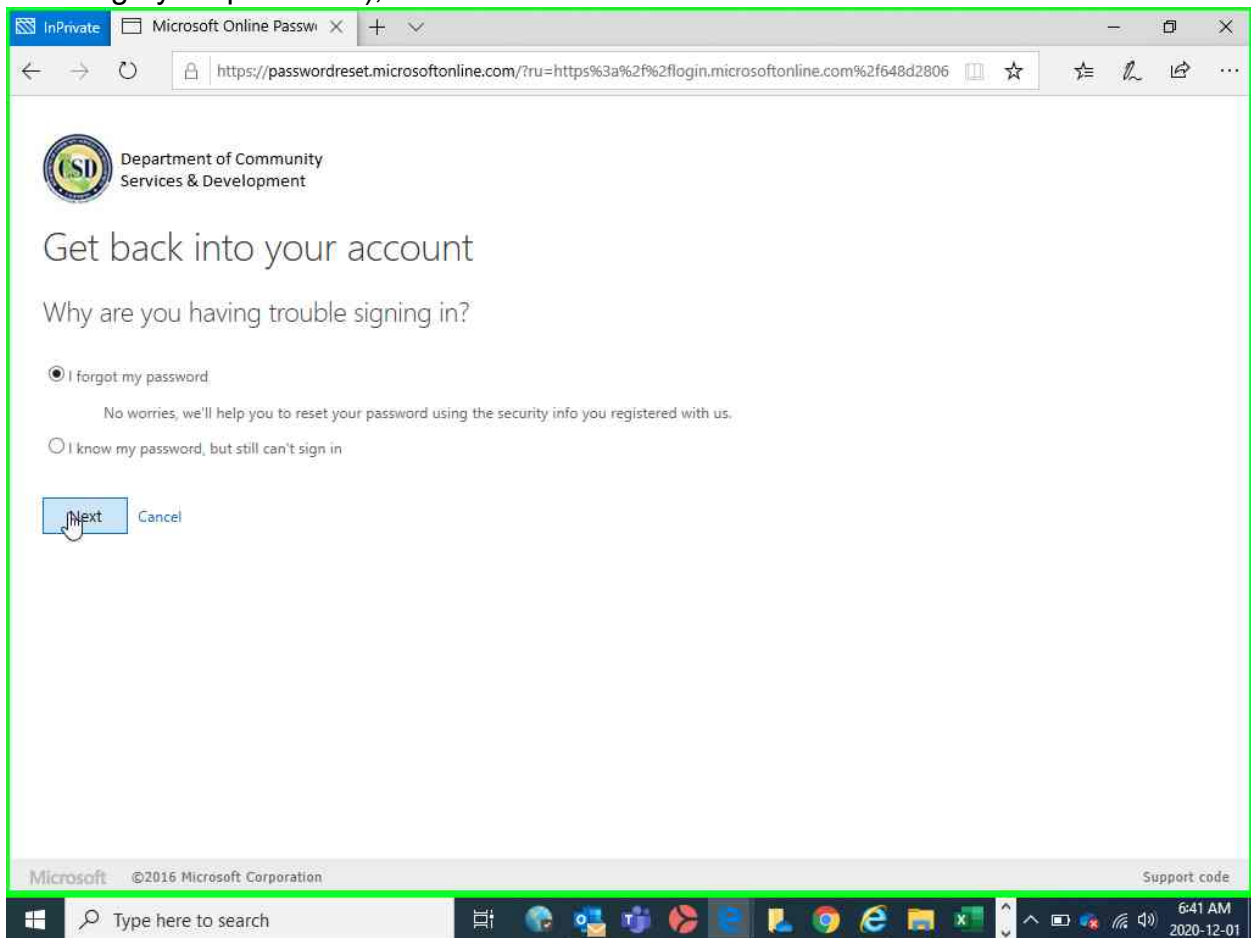 InPrivate
Microsoft Online Passw
https://passwordreset.microsoftonline.com/?ru=https%3a%2f%2flogin.microsoftonline.com%2f648d2806
CSD
Department of Community
Services & Development
Get back into your account
Why are you having trouble signing in?
I forgot my password
No worries, we'll help you to reset your password using the security info you registered with us.
I know my password, but still can't sign in
Next Cancel
Microsoft ©2016 Microsoft Corporation Support code
Type here to search
6:41 AM
2020-12-01